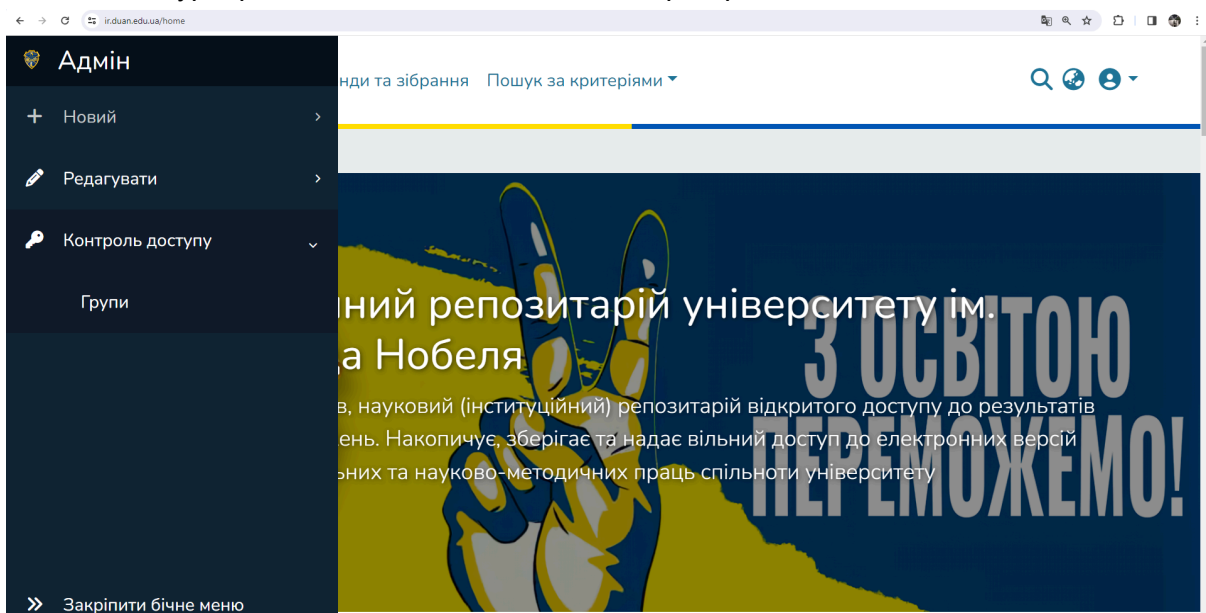 ir.duan.edu.ua/home
Адмін
нди та зібрання Пошук за критеріями
Новий
Редагувати
Контроль доступу
Групи
ний репозитарій університету ім.
а Нобеля
в, науковий (інституційний) репозитарій відкритого доступу до результатів
ень. Накопичує, зберігає та надає вільний доступ до електронних версій
ьних та науково-методичних праць спільноти університету
З ОСВІТОЮ
ПЕРЕМОЖЕМО!
Закріпити бічне меню